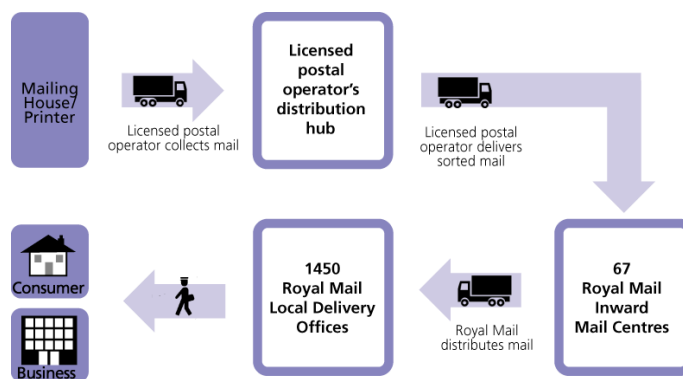 Mailing
House/
Printer
Licensed postal
operator collects mail
Licensed
postal
operator's
distribution
hub
Licensed postal
operator delivers
sorted mail
67
Royal Mail
Inward
Mail Centres
Royal Mail
distributes mail
1450
Royal Mail
Local Delivery
Offices
Consumer
Business